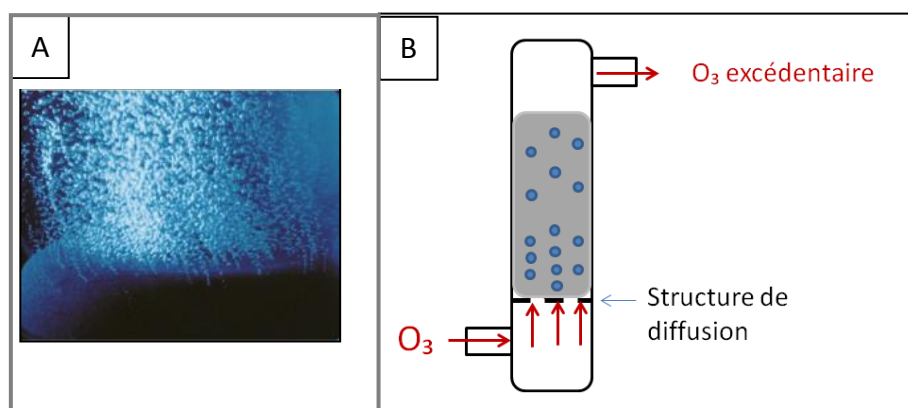 A
B
O₃ excédentaire
Structure de
diffusion
O₃